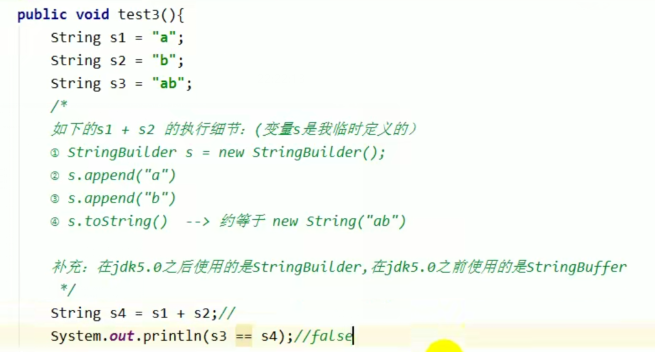 public void test3(){
String s1 = "a";
String s2 = "b";
String s3 = "ab";
/*
如下的s1 + s2 的执行细节：(变量s是我临时定义的）
① StringBuilder s = new StringBuilder();
② s.append("a")
③ s.append("b")
④ s.toString()  --> 约等于 new String("ab")
补充：在jdk5.0之后使用的是StringBuilder,在jdk5.0之前使用的是StringBuffer
*/
String s4 = s1 + s2;//
System.out.println(s3 == s4);//false